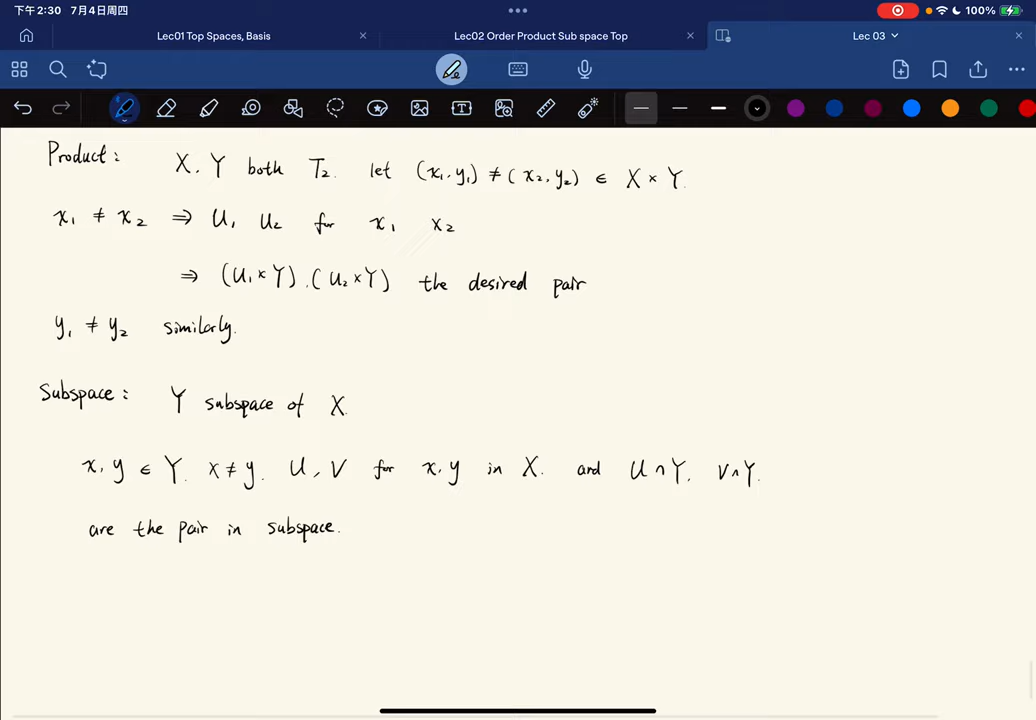 下午2:30 7月4日周四
100%
Lec01 Top Spaces, Basis
Lec02 Order Product Sub space Top
Lec 03
Product: X, Y both T₂. let (x₁, y₁) ≠ (x₂, y₂) ∈ X × Y.
x₁ ≠ x₂ ⇒ U₁ U₂ for x₁ x₂
⇒ (U₁ × Y), (U₂ × Y) the desired pair
y₁ ≠ y₂ similarly.
Subspace: Y subspace of X.
x, y ∈ Y. x ≠ y. U, V for x, y in X. and U ∩ Y, V ∩ Y.
are the pair in subspace.